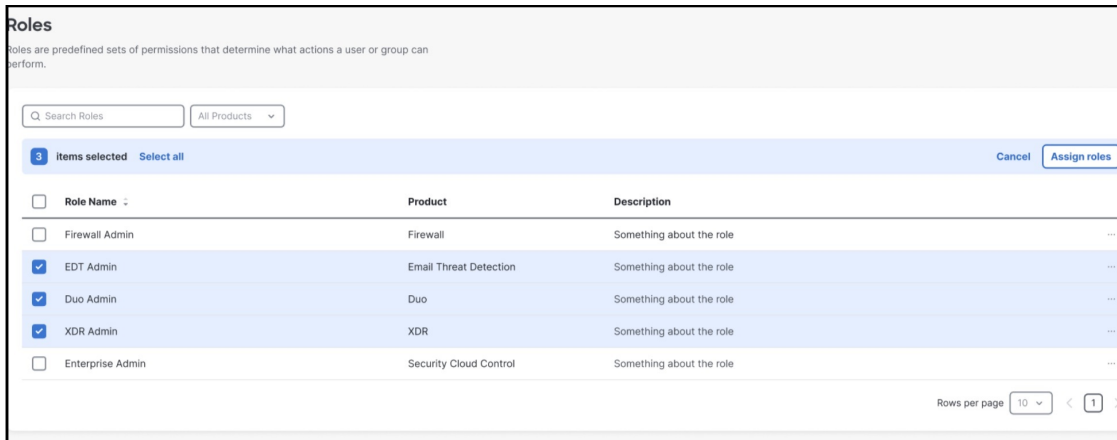 Roles
Roles are predefined sets of permissions that determine what actions a user or group can
perform.
Search Roles All Products
3 items selected Select all Cancel Assign roles
Role Name Product Description
Firewall Admin Firewall Something about the role ...
EDT Admin Email Threat Detection Something about the role ...
Duo Admin Duo Something about the role ...
XDR Admin XDR Something about the role ...
Enterprise Admin Security Cloud Control Something about the role ...
Rows per page 10 1